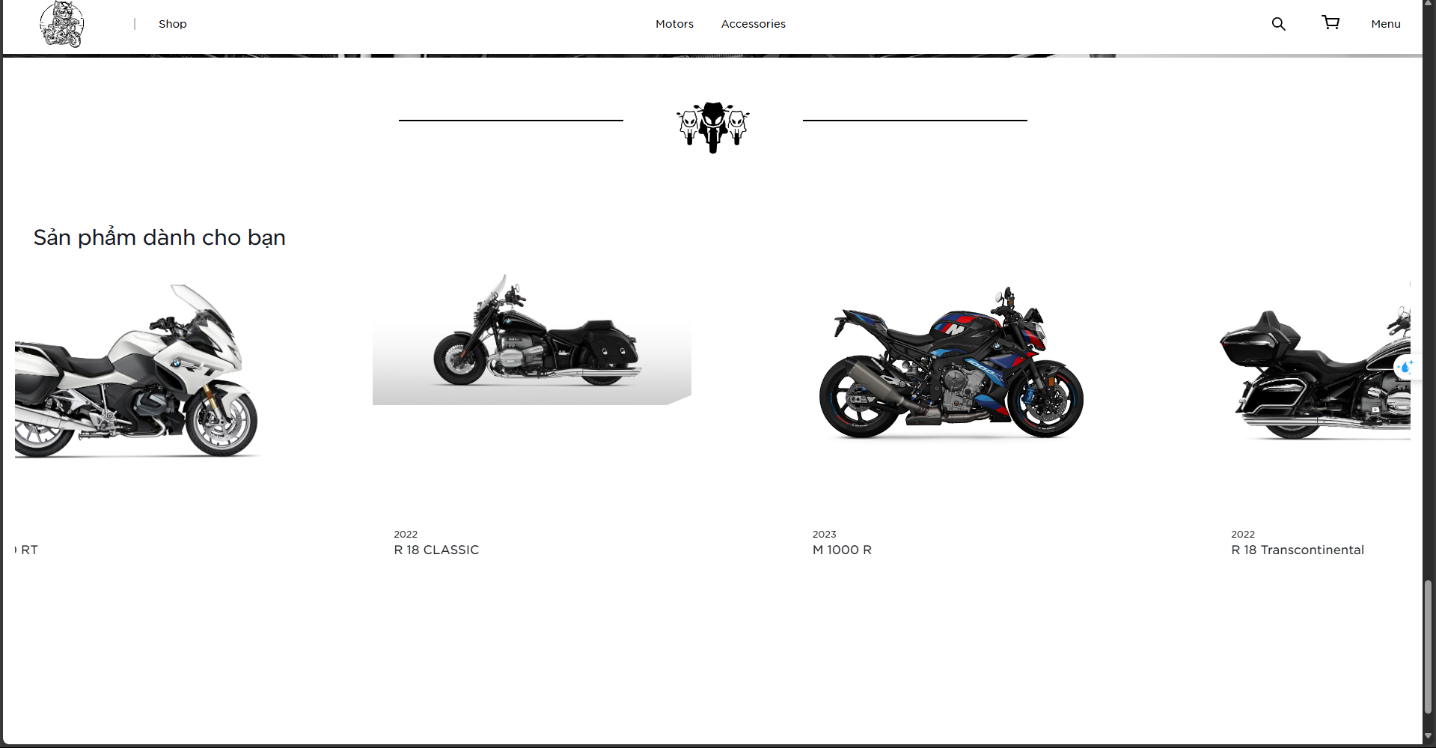 Shop
Motors
Accessories
Menu
Sản phẩm dành cho bạn
RT
2022
R 18 CLASSIC
2023
M 1000 R
2022
R 18 Transcontinental